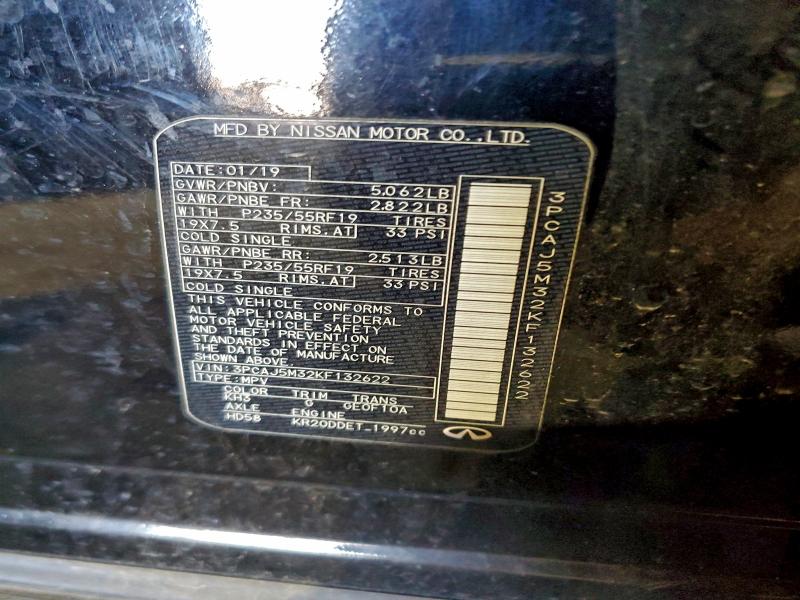 MFD BY NISSAN MOTOR CO.,LTD.
DATE:01/19
GVWR/PNBV: 5.062LB
GAWR/PNBE FR: 2.822LB
WITH P235/55RF19 TIRES
19X7.5 RIMS.AT 33 PSI
COLD SINGLE
GAWR/PNBE RR: 2.513LB
WITH P235/55RF19 TIRES
19X7.5 RIMS.AT 33 PSI
COLD SINGLE
THIS VEHICLE CONFORMS TO
ALL APPLICABLE FEDERAL
MOTOR VEHICLE SAFETY
AND THEFT PREVENTION
STANDARDS IN EFFECT ON
THE DATE OF MANUFACTURE
SHOWN ABOVE.
VIN:3PCAJ5M32KF132622
TYPE:MPV
COLOR TRIM TRANS
KH3 G GE0F10A
AXLE ENGINE
HD58 KR20DDET_1997cc
3PCAJ5M32KF132622